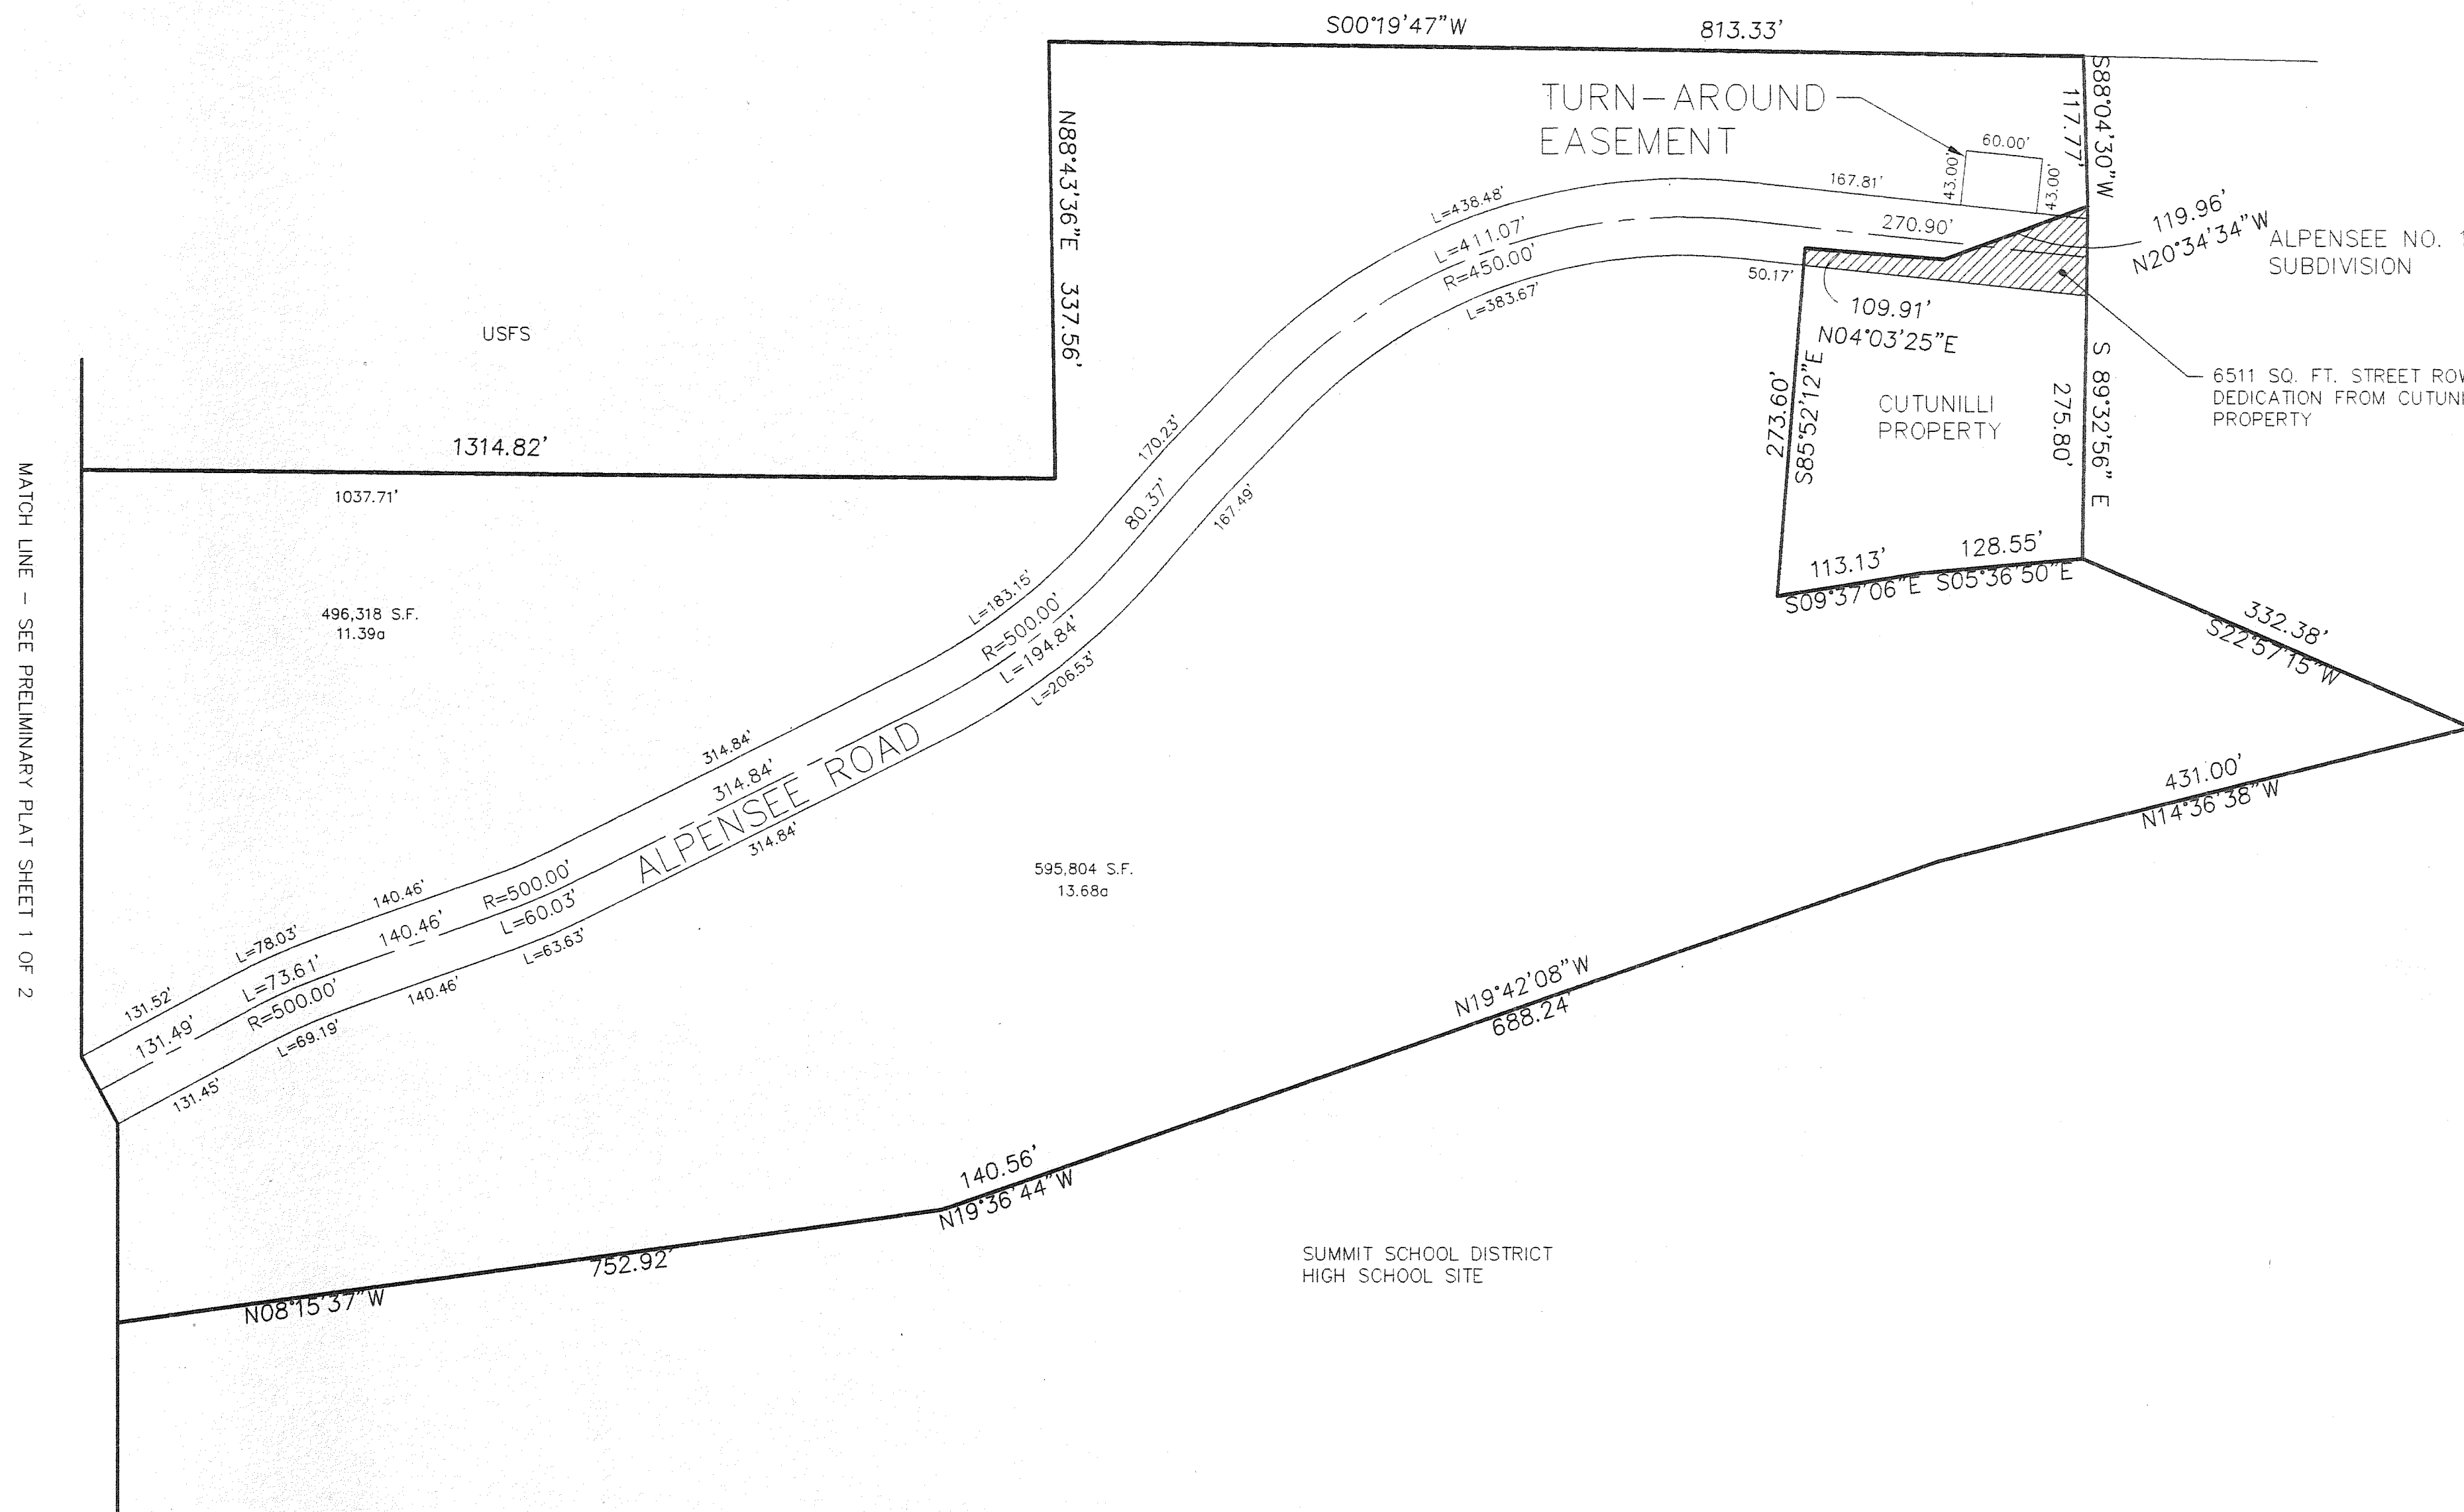 S00°19'47"W
813.33'
TURN-AROUND
EASEMENT
S88°04'30"W
117.77'
60.00'
43.00'
43.00'
167.81'
270.90'
119.96'
N20°34'34"W
ALPENSEE NO. 1
SUBDIVISION
N88°43'36"E 337.56'
L=438.48'
L=411.07'
R=450.00'
L=383.67'
50.17'
109.91'
N04°03'25"E
273.60'
S85°52'12"E
CUTUNILLI
PROPERTY
S 89°32'56" E
275.80'
6511 SQ. FT. STREET ROW
DEDICATION FROM
PROPERTY
USFS
1314.82'
1037.71'
170.23'
80.37'
167.49'
113.13'
S09°37'06"E
128.55'
S05°36'50"E
332.38'
S22°57'15"W
MATCH LINE - SEE PRELIMINARY PLAT SHEET 1 OF 2
496,318 S.F.
11.39a
L=183.15'
R=500.00'
L=194.84'
L=206.53'
314.84'
314.84'
ALPENSEE ROAD
314.84'
431.00'
N14°36'38"W
140.46'
R=500.00'
140.46'
L=60.03'
L=63.63'
140.46'
L=78.03'
L=73.61'
R=500.00'
L=69.19'
131.52'
131.49'
131.45'
595,804 S.F.
13.68a
N19°42'08"W
688.24'
140.56'
N19°36'44"W
752.92'
N08°15'37"W
SUMMIT SCHOOL DISTRICT
HIGH SCHOOL SITE